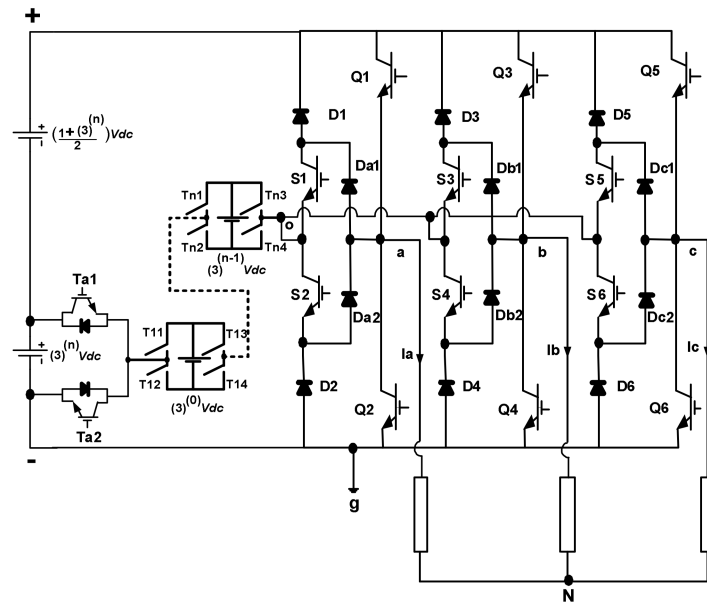 +
Q1 Q3 Q5
D1 D3 D5
(1+(3)^(n)/2)Vdc
+
-
Da1 Db1 Dc1
S1 S3 S5
Tn1 Tn3
o
Tn2 Tn4
(3)^(n-1)Vdc
a b c
Ta1
S2 S4 S6
Da2 Db2 Dc2
T11 T13
+
-
(3)^(n)Vdc
Ia Ib Ic
T12 T14
(3)^(0)Vdc
D2 D4 D6
Q2 Q4 Q6
Ta2
-
g
N